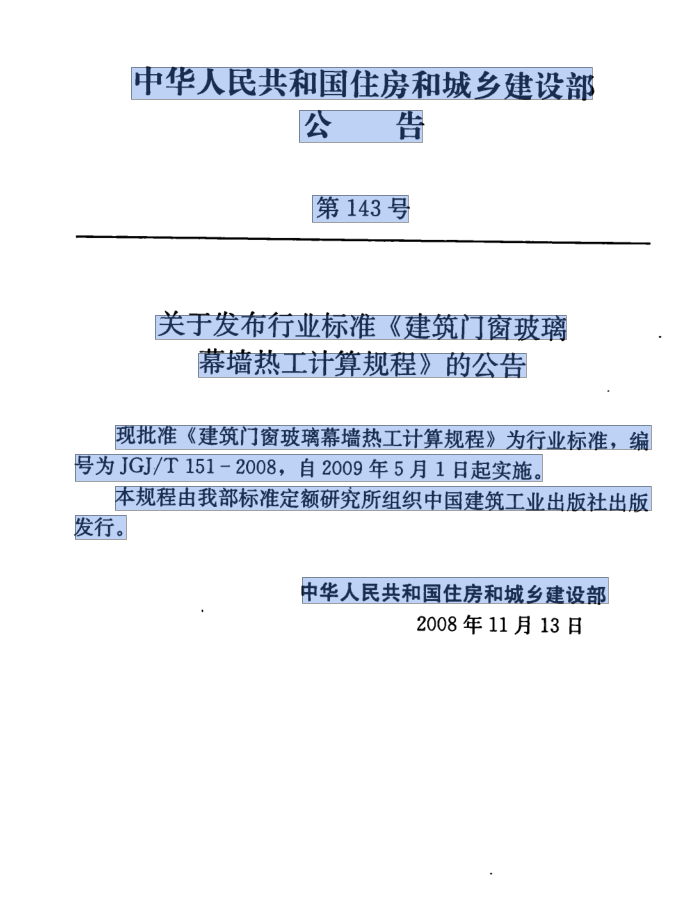 中华人民共和国住房和城乡建设部
公 告
第 143 号
关于发布行业标准《建筑门窗玻璃
幕墙热工计算规程》的公告
现批准《建筑门窗玻璃幕墙热工计算规程》为行业标准，编
号为 JGJ/T 151－2008，自 2009 年 5 月 1 日起实施。
本规程由我部标准定额研究所组织中国建筑工业出版社出版
发行。
中华人民共和国住房和城乡建设部
2008 年 11 月 13 日